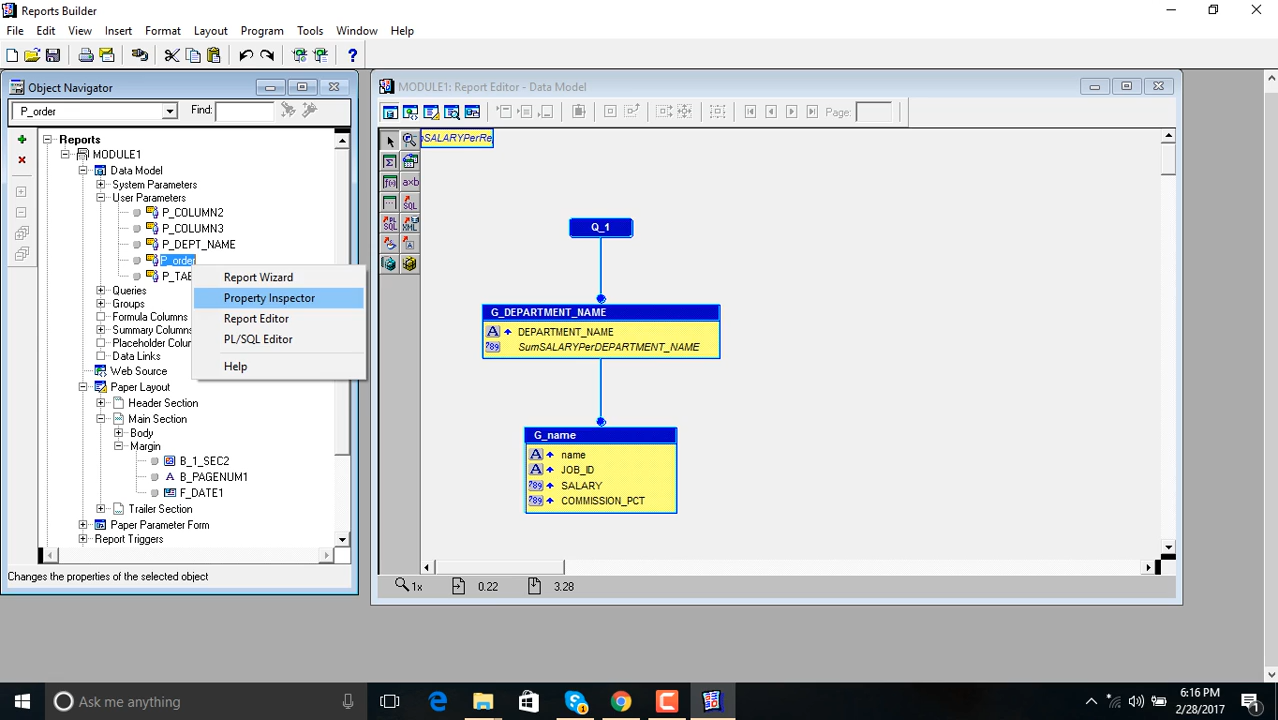 Reports Builder
File Edit View Insert Format Layout Program Tools Window Help
Object Navigator
P_order Find:
Reports
MODULE1
Data Model
System Parameters
User Parameters
P_COLUMN2
P_COLUMN3
P_DEPT_NAME
P_order
P_TAB
Queries
Groups
Formula Columns
Summary Columns
Placeholder Colum
Data Links
Web Source
Paper Layout
Header Section
Main Section
Body
Margin
B_1_SEC2
B_PAGENUM1
F_DATE1
Trailer Section
Paper Parameter Form
Report Triggers
Changes the properties of the selected object
Report Wizard
Property Inspector
Report Editor
PL/SQL Editor
Help
MODULE1: Report Editor - Data Model
Page:
SALARYPerRe
Q_1
G_DEPARTMENT_NAME
DEPARTMENT_NAME
SumSALARYPerDEPARTMENT_NAME
G_name
name
JOB_ID
SALARY
COMMISSION_PCT
1x 0.22 3.28
Ask me anything
6:16 PM
2/28/2017